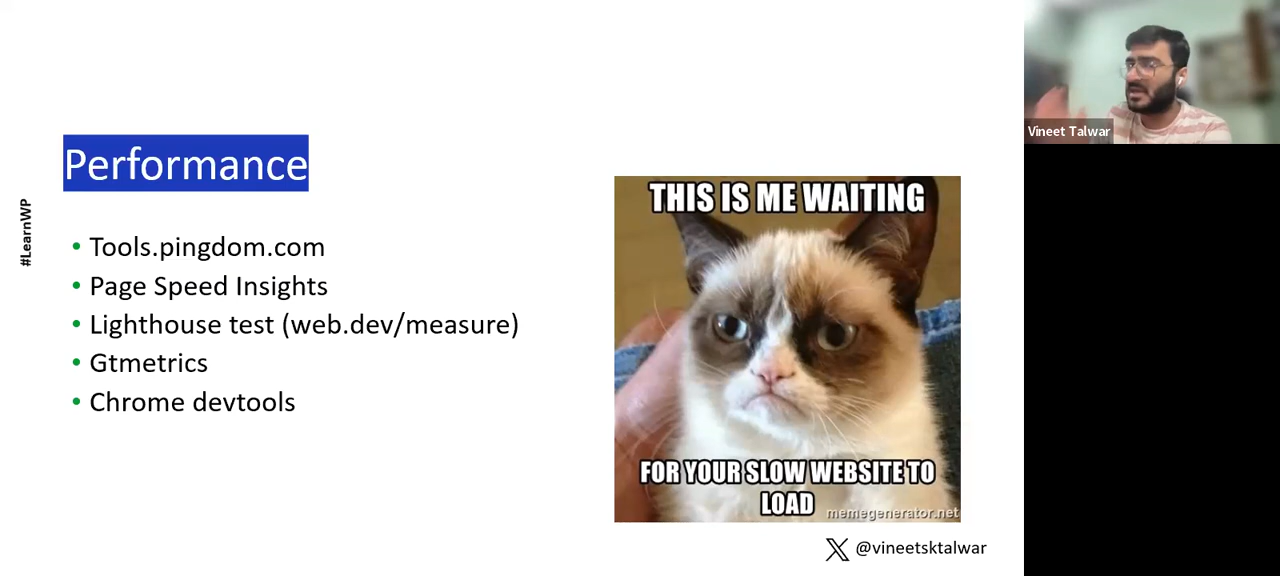 Performance
#LearnWP
• Tools.pingdom.com
• Page Speed Insights
• Lighthouse test (web.dev/measure)
• Gtmetrics
• Chrome devtools
THIS IS ME WAITING
FOR YOUR SLOW WEBSITE TO
LOAD
memegenerator.net
@vineetsktalwar
Vineet Talwar